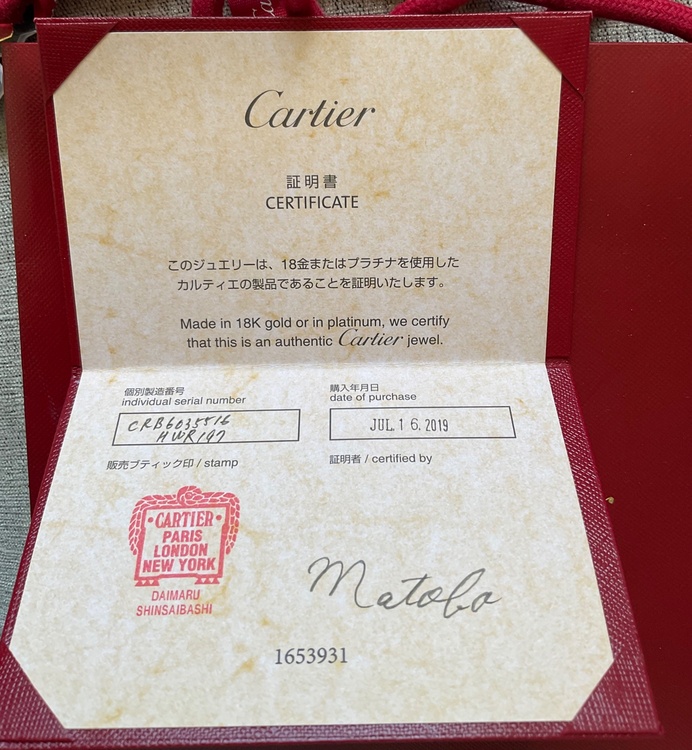 Cartier
証明書
CERTIFICATE
このジュエリーは、18金またはプラチナを使用した
カルティエの製品であることを証明いたします。
Made in 18K gold or in platinum, we certify
that this is an authentic Cartier jewel.
個別製造番号
individual serial number
CRB6035516
HWR197
購入年月日
date of purchase
JUL. 16. 2019
販売ブティック印 / stamp
証明者 / certified by
CARTIER
PARIS
LONDON
NEW YORK
DAIMARU
SHINSAIBASHI
Matoba
1653931